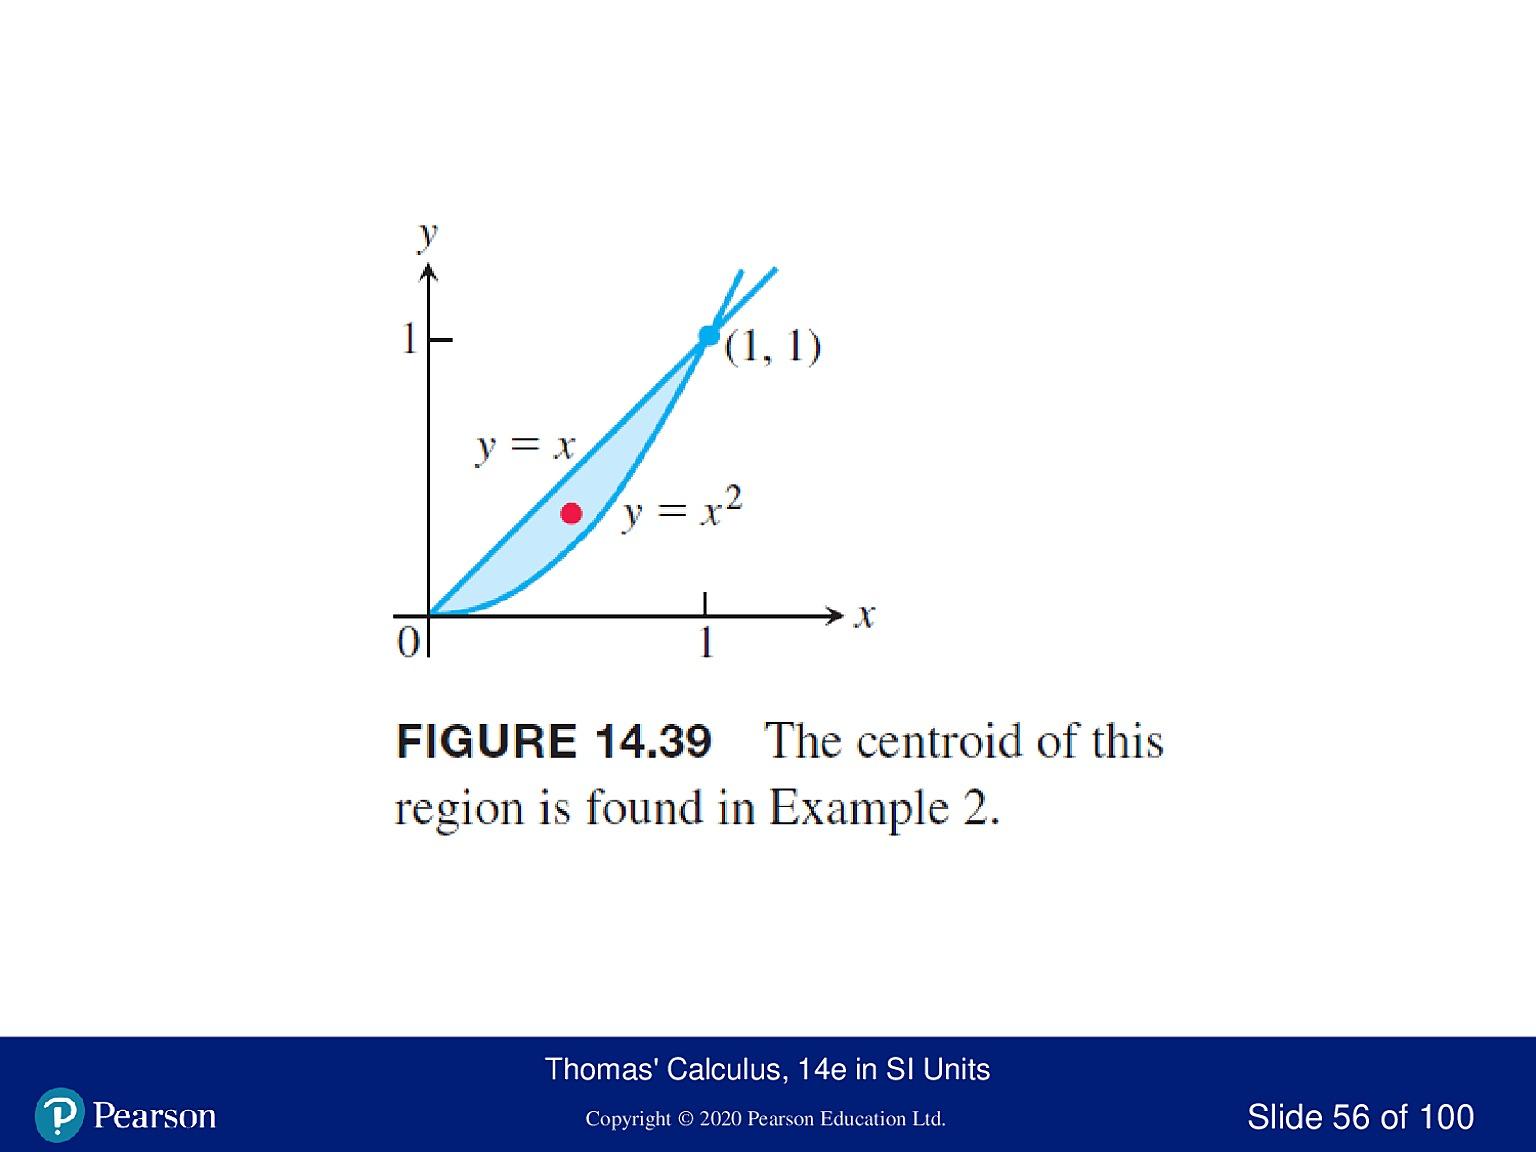 y
1
(1, 1)
y = x
y = x²
x
0
1
FIGURE 14.39 The centroid of this
region is found in Example 2.
Thomas' Calculus, 14e in SI Units
Pearson
Copyright © 2020 Pearson Education Ltd.
Slide 56 of 100